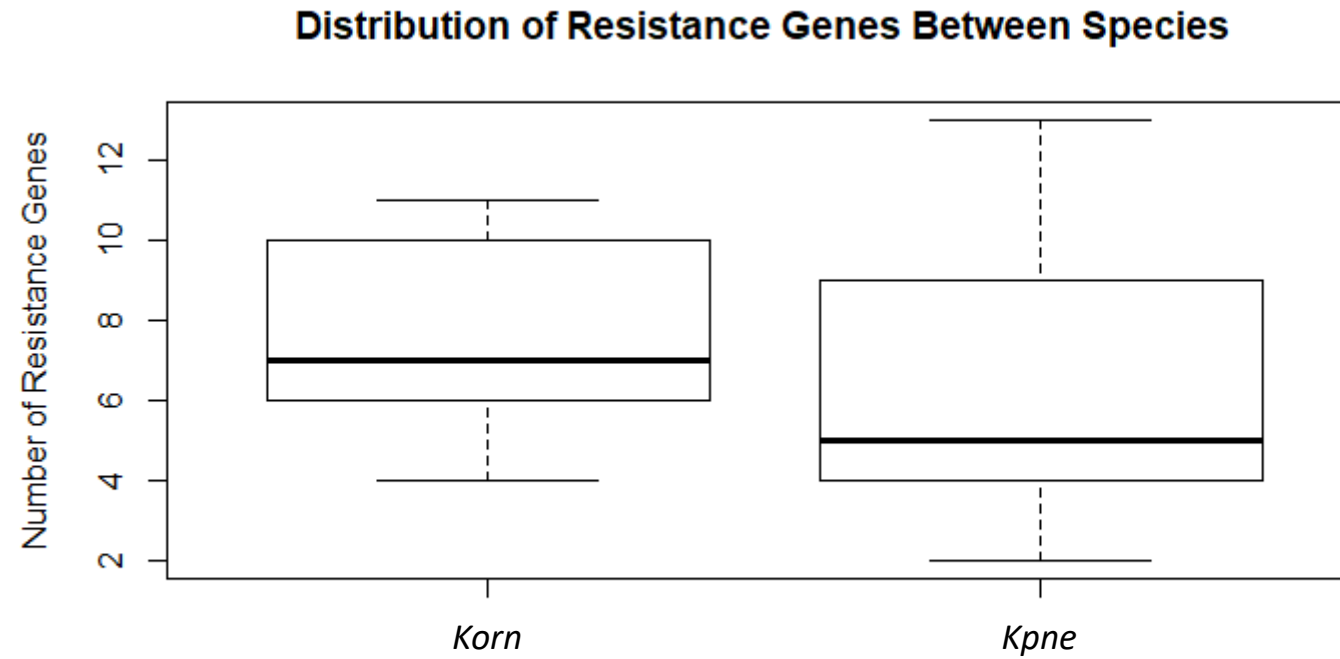 Distribution of Resistance Genes Between Species
Number of Resistance Genes
12
10
8
6
4
2
Korn
Kpne